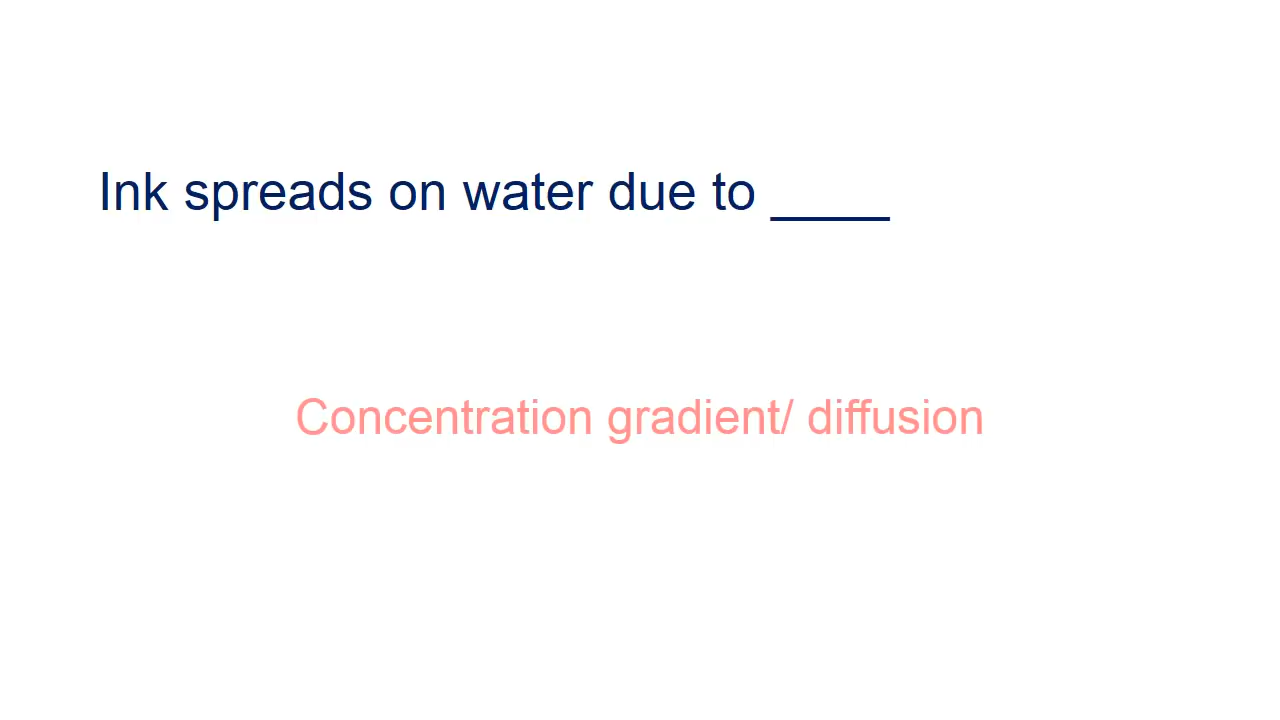 Ink spreads on water due to ____
Concentration gradient/ diffusion